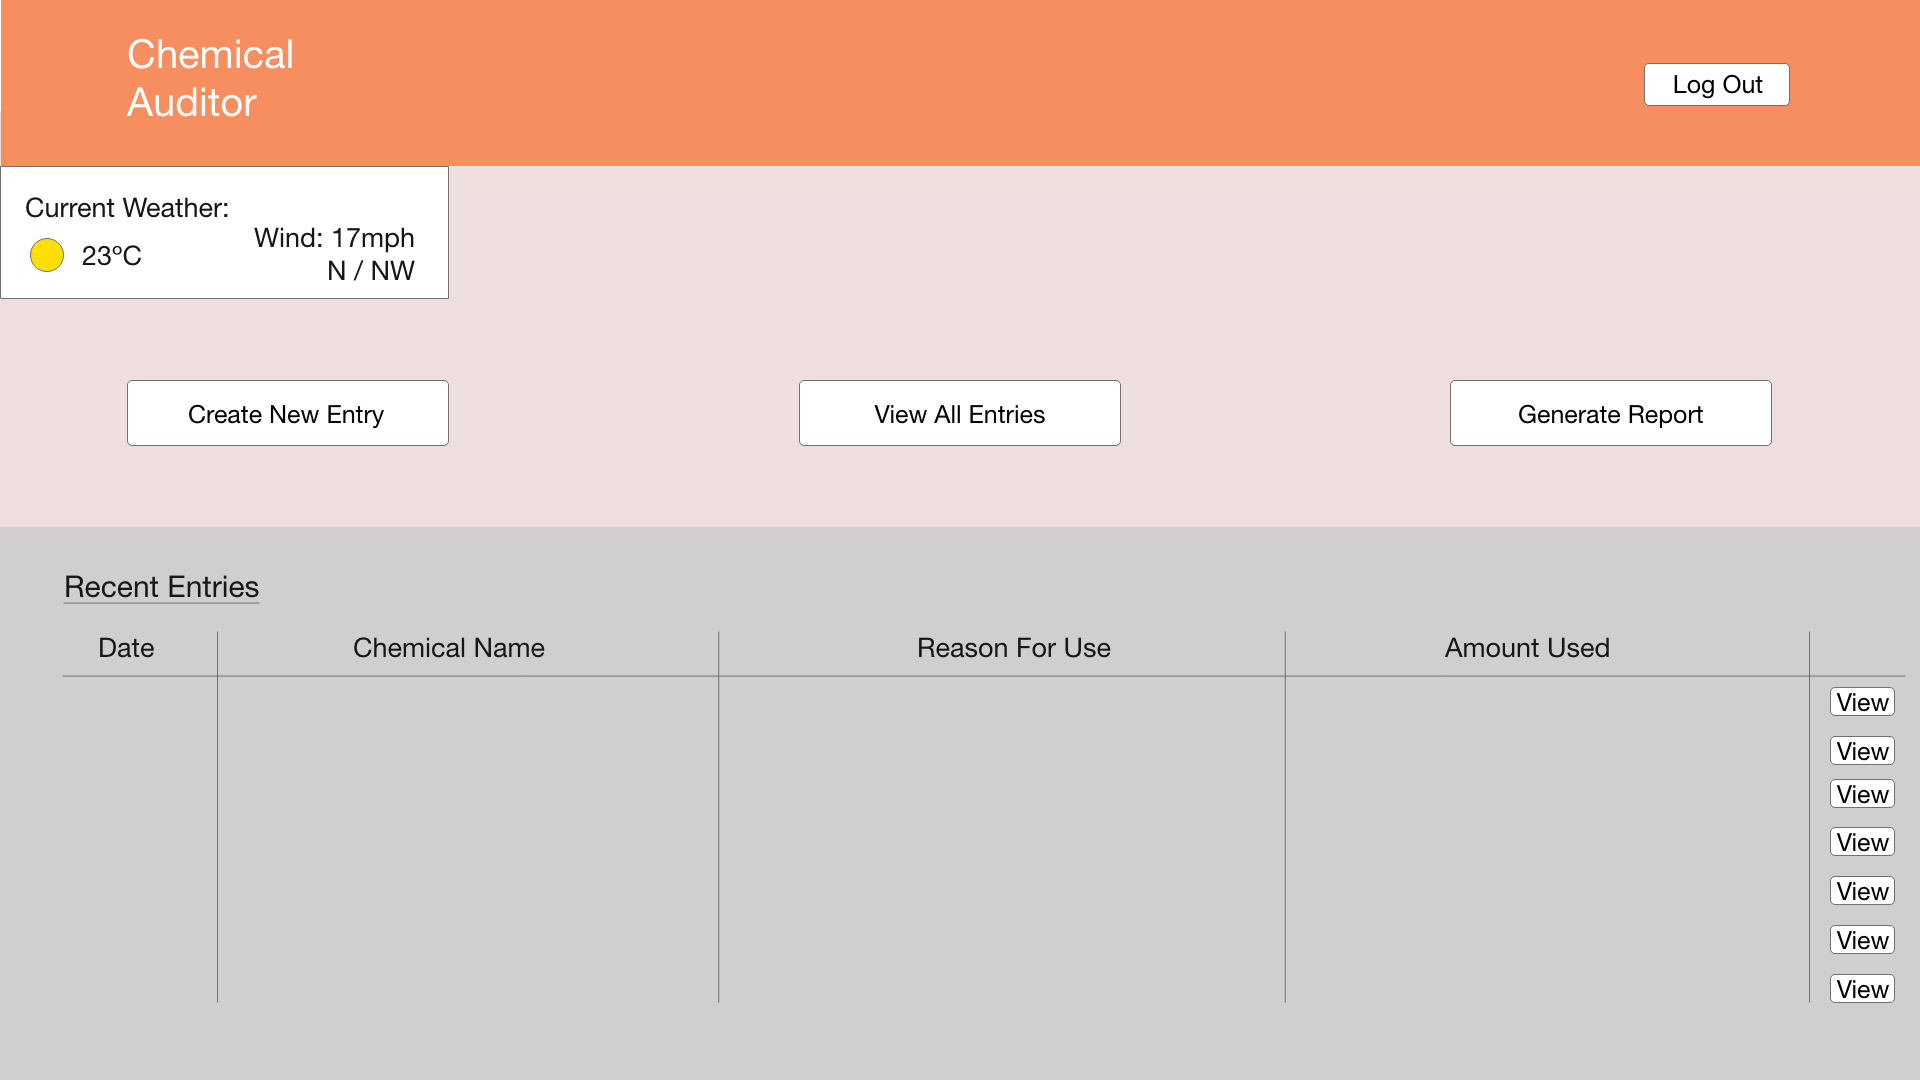 Chemical
Auditor
Log Out
Current Weather:
23ºC
Wind: 17mph
N / NW
Create New Entry
View All Entries
Generate Report
Recent Entries
Date
Chemical Name
Reason For Use
Amount Used
View
View
View
View
View
View
View